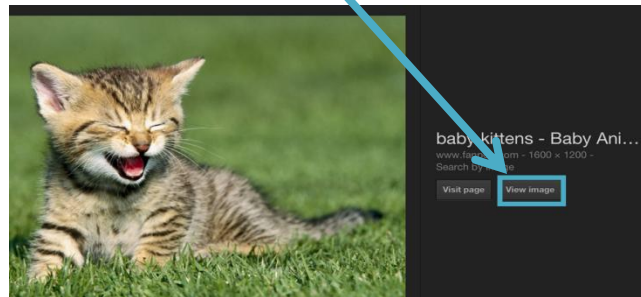 baby kittens - Baby Ani...
- 1600 × 1200 -
Search by
Visit page
View image